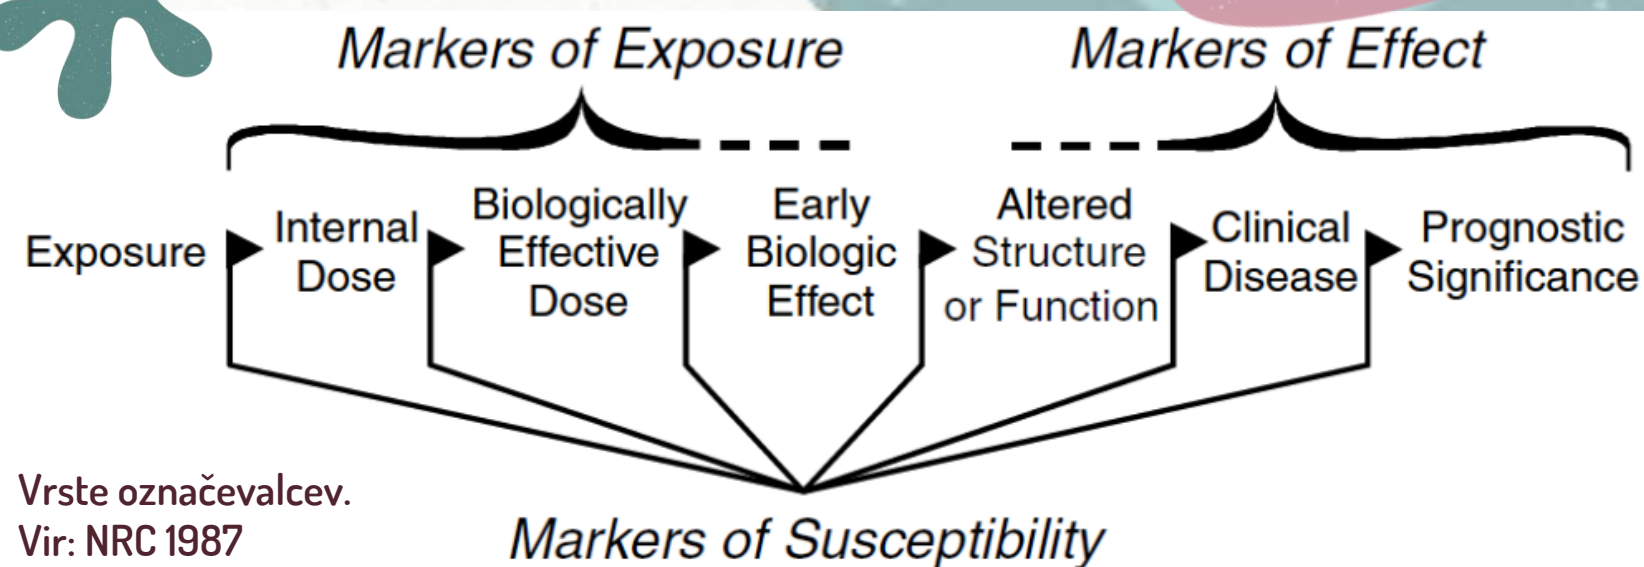 Markers of Exposure
Markers of Effect
Exposure
Internal
Dose
Biologically
Effective
Dose
Early
Biologic
Effect
Altered
Structure
or Function
Clinical
Disease
Prognostic
Significance
Vrste označevalcev.
Vir: NRC 1987
Markers of Susceptibility